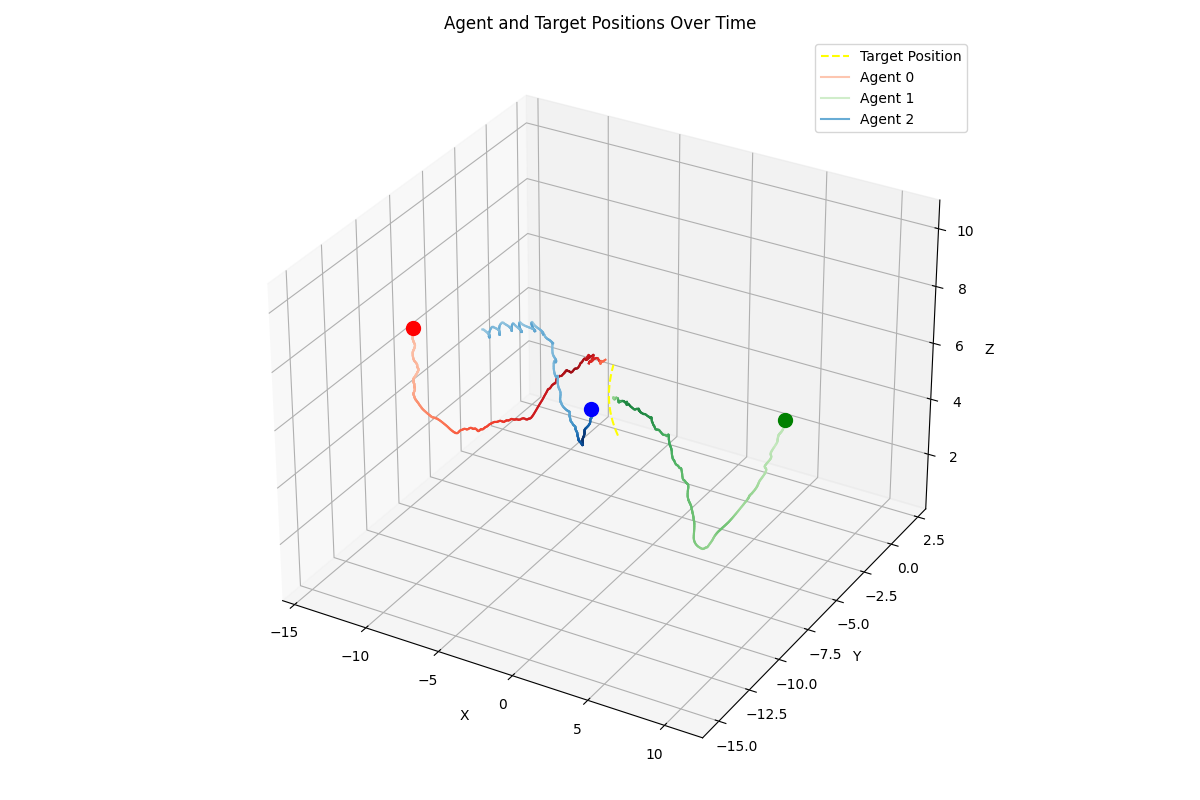 Agent and Target Positions Over Time
Target Position
Agent 0
Agent 1
Agent 2
10
8
6
Z
4
2
2.5
0.0
−2.5
−5.0
−7.5
Y
−10.0
−12.5
−15.0
−15
−10
−5
0
5
10
X